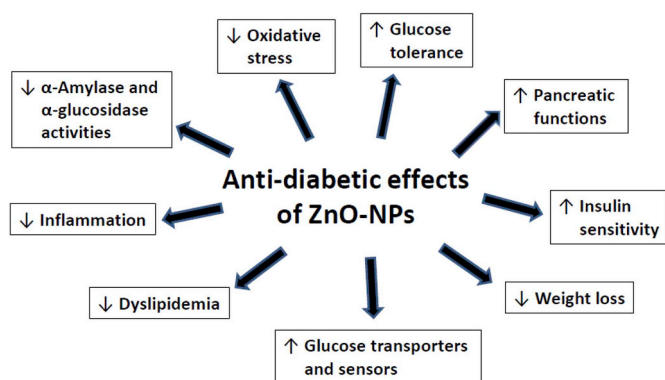 ↓ Oxidative
stress
↑ Glucose
tolerance
↓ α-Amylase and
α-glucosidase
activities
↑ Pancreatic
functions
Anti-diabetic effects
of ZnO-NPs
↓ Inflammation
↑ Insulin
sensitivity
↓ Dyslipidemia
↓ Weight loss
↑ Glucose transporters
and sensors